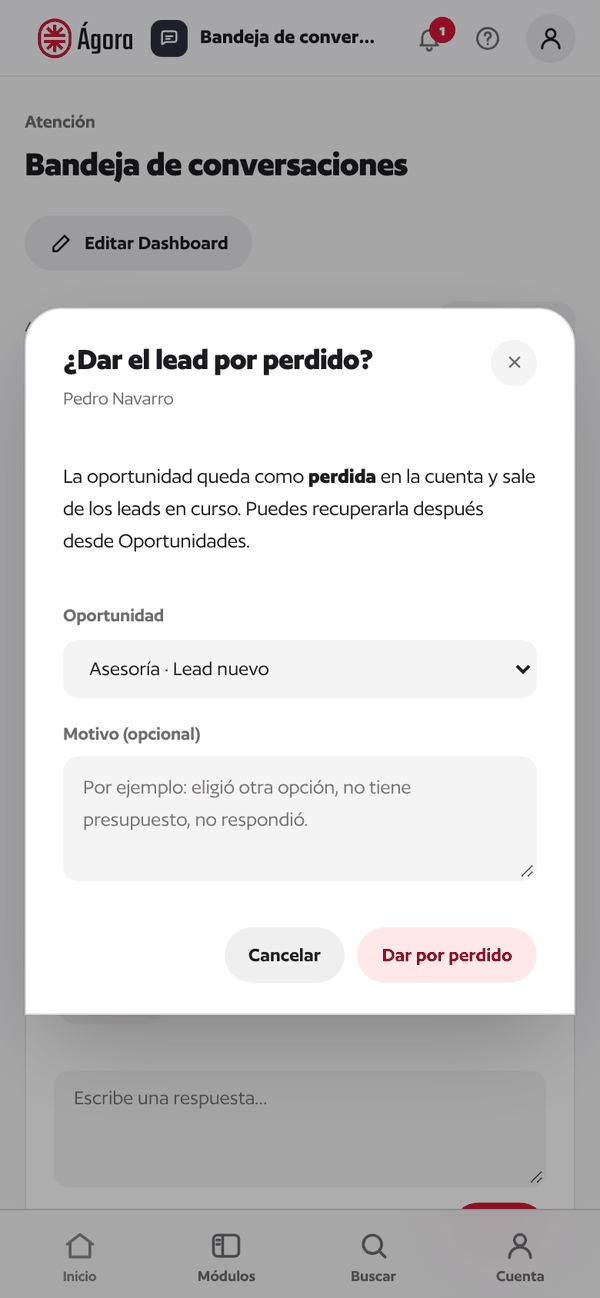 Ágora
Bandeja de conver...
1
Atención
Bandeja de conversaciones
Editar Dashboard
¿Dar el lead por perdido?
Pedro Navarro
La oportunidad queda como perdida en la cuenta y sale
de los leads en curso. Puedes recuperarla después
desde Oportunidades.
Oportunidad
Asesoría · Lead nuevo
Motivo (opcional)
Por ejemplo: eligió otra opción, no tiene
presupuesto, no respondió.
Cancelar
Dar por perdido
Escribe una respuesta...
Inicio
Módulos
Buscar
Cuenta